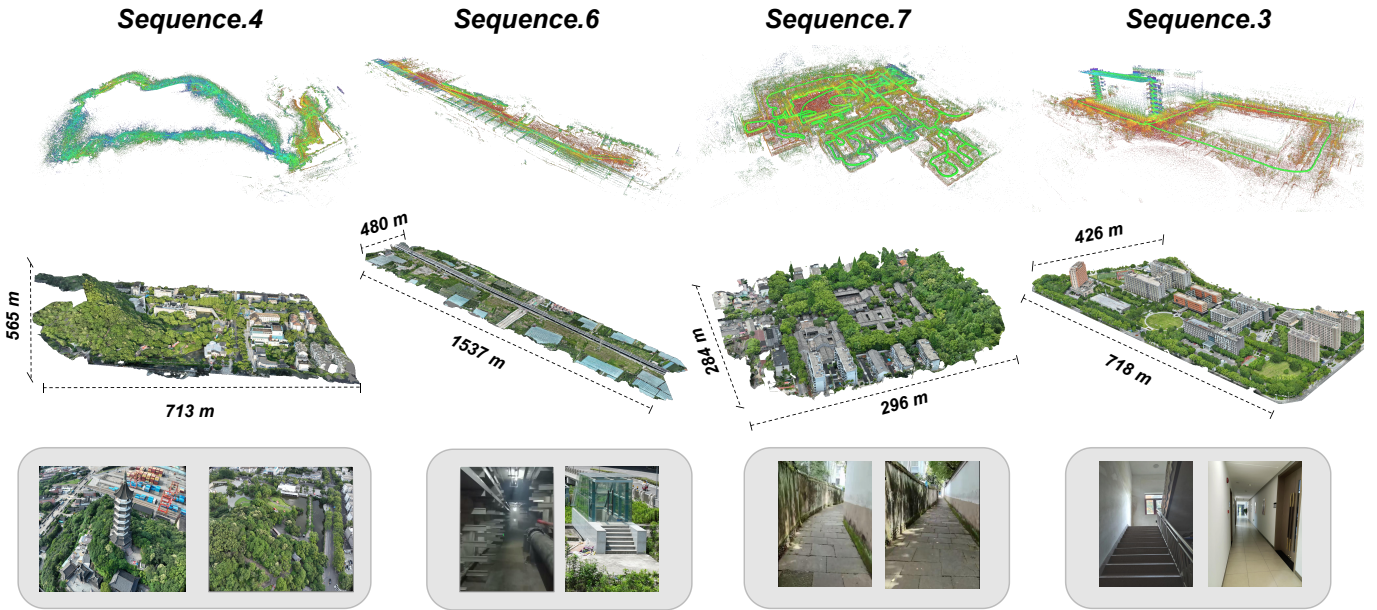 Sequence.4
Sequence.6
Sequence.7
Sequence.3
565 m
713 m
480 m
1537 m
284 m
296 m
426 m
718 m